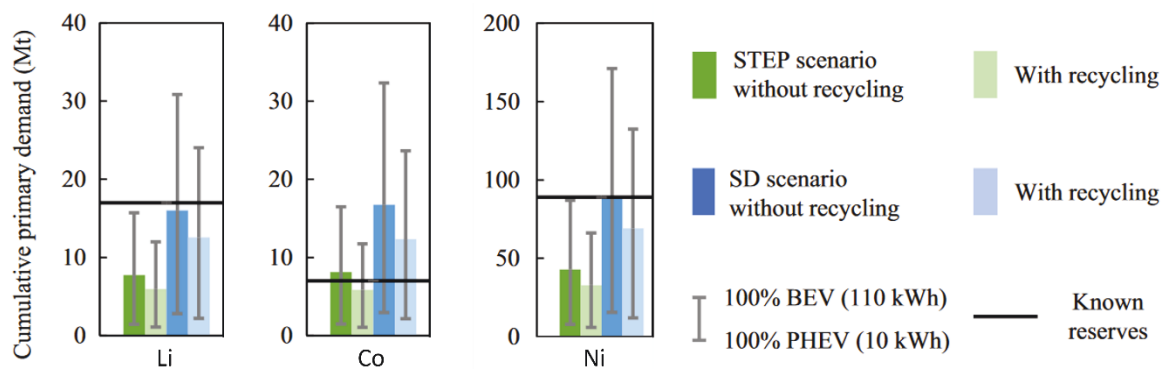 Cumulative primary demand (Mt)
40
30
20
10
0
Li
40
30
20
10
0
Co
200
150
100
50
0
Ni
STEP scenario
without recycling
With recycling
SD scenario
without recycling
With recycling
100% BEV (110 kWh)
100% PHEV (10 kWh)
Known
reserves